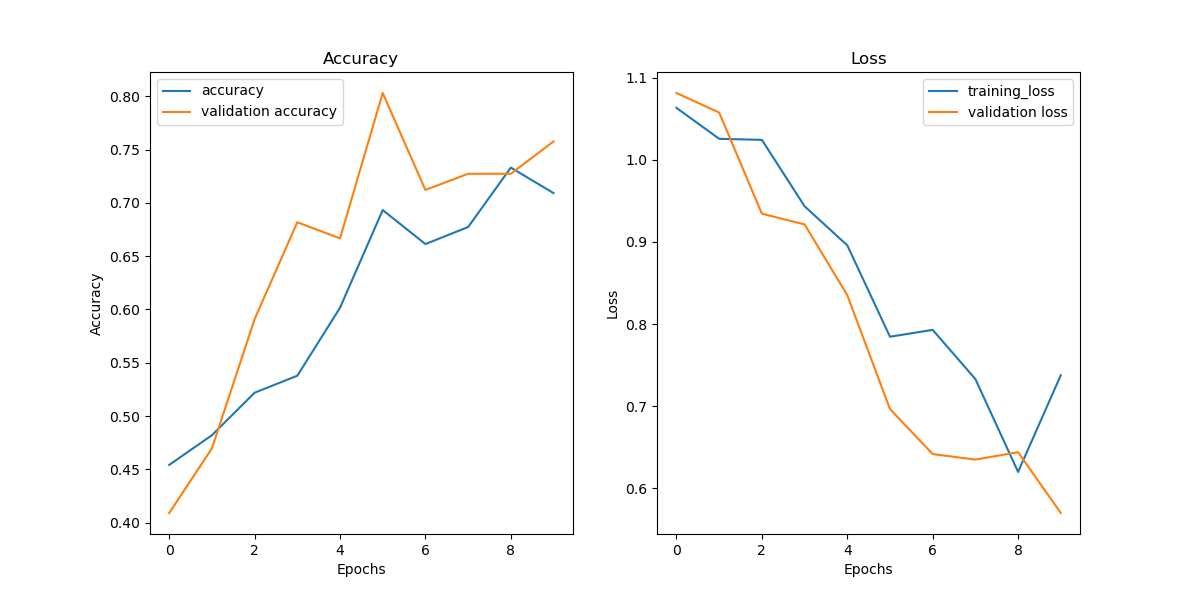 Accuracy
accuracy
validation accuracy
0.80
0.75
0.70
0.65
0.60
0.55
0.50
0.45
0.40
Accuracy
0 2 4 6 8
Epochs
Loss
training_loss
validation loss
1.1
1.0
0.9
0.8
0.7
0.6
Loss
0 2 4 6 8
Epochs